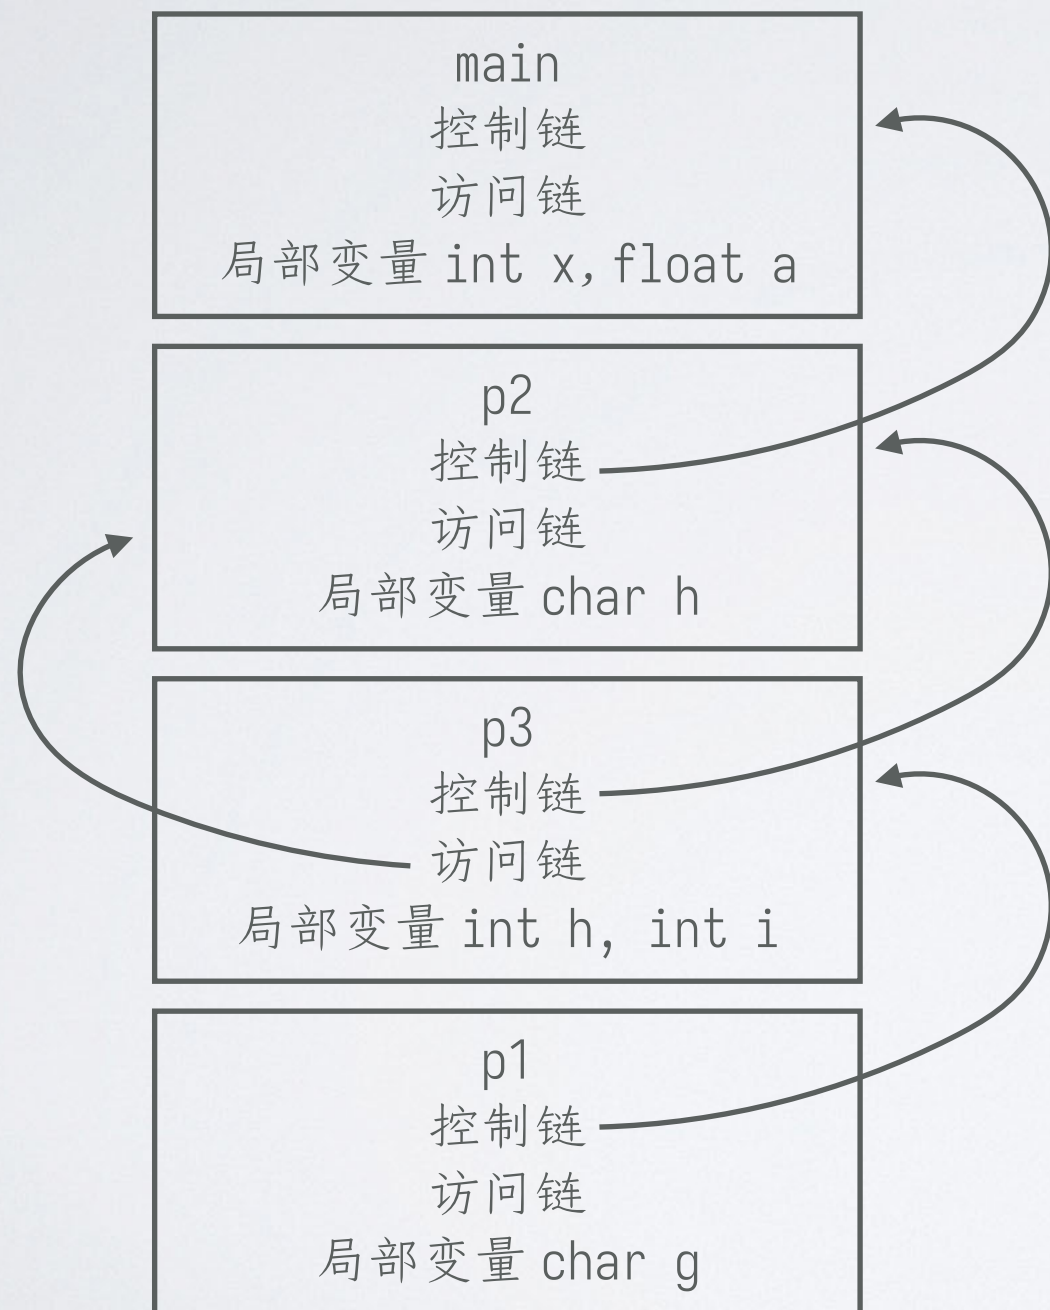 main
控制链
访问链
局部变量 int x, float a
p2
控制链
访问链
局部变量 char h
p3
控制链
访问链
局部变量 int h, int i
p1
控制链
访问链
局部变量 char g